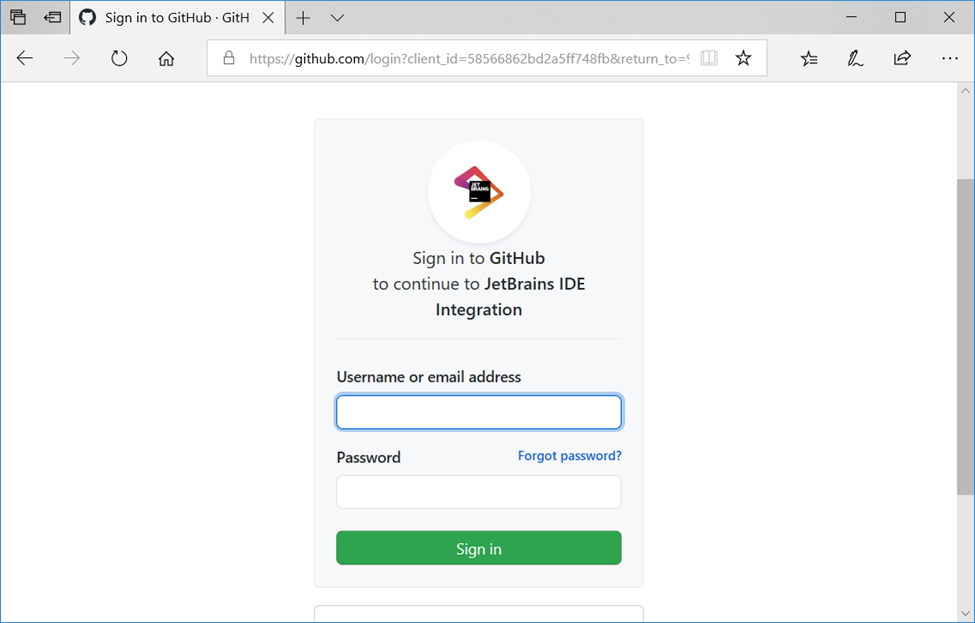 Sign in to GitHub · GitH
https://github.com/login?client_id=58566862bd2a5ff748fb&return_to=%
JET
BRAINS
Sign in to GitHub
to continue to JetBrains IDE
Integration
Username or email address
Password
Forgot password?
Sign in